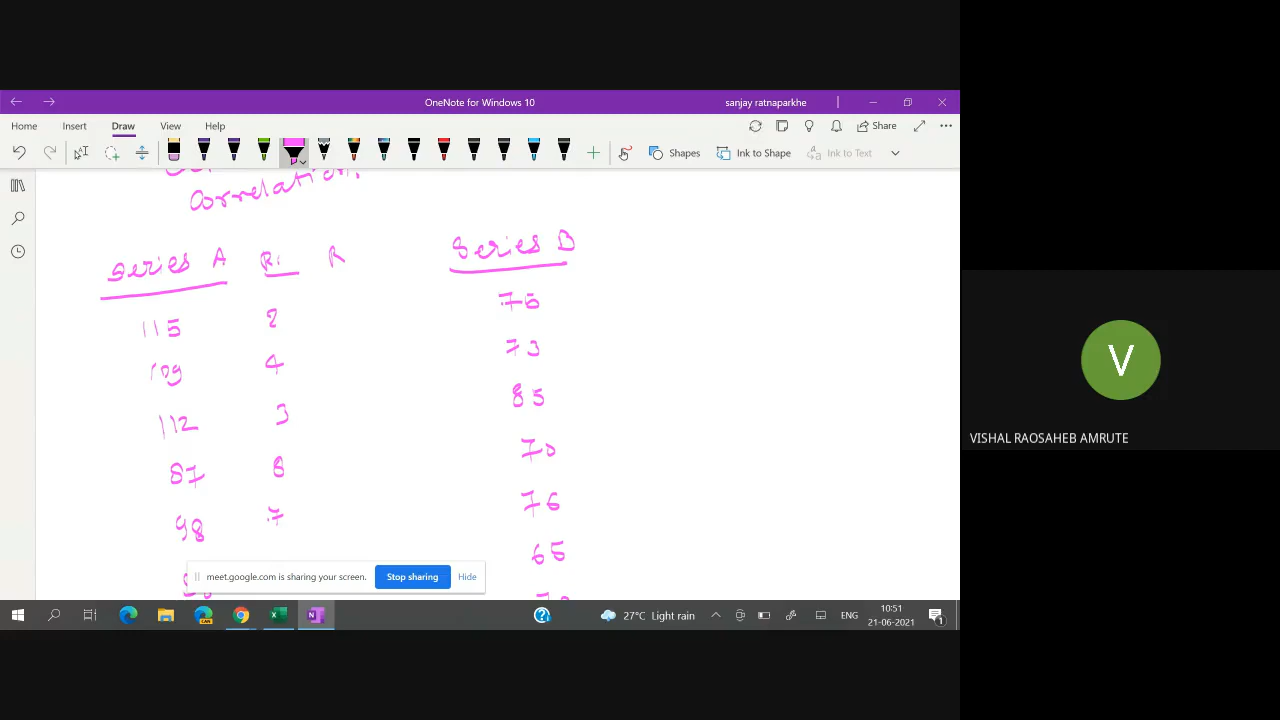 OneNote for Windows 10
sanjay ratnaparkhe
Home Insert Draw View Help
Share
Shapes Ink to Shape Ink to Text
Correlation.
Series A R. R Series B
115 2 75
109 4 73
112 3 85
87 8 70
98 7 76
65
meet.google.com is sharing your screen. Stop sharing Hide
V
VISHAL RAOSAHEB AMRUTE
27°C Light rain
ENG
10:51
21-06-2021